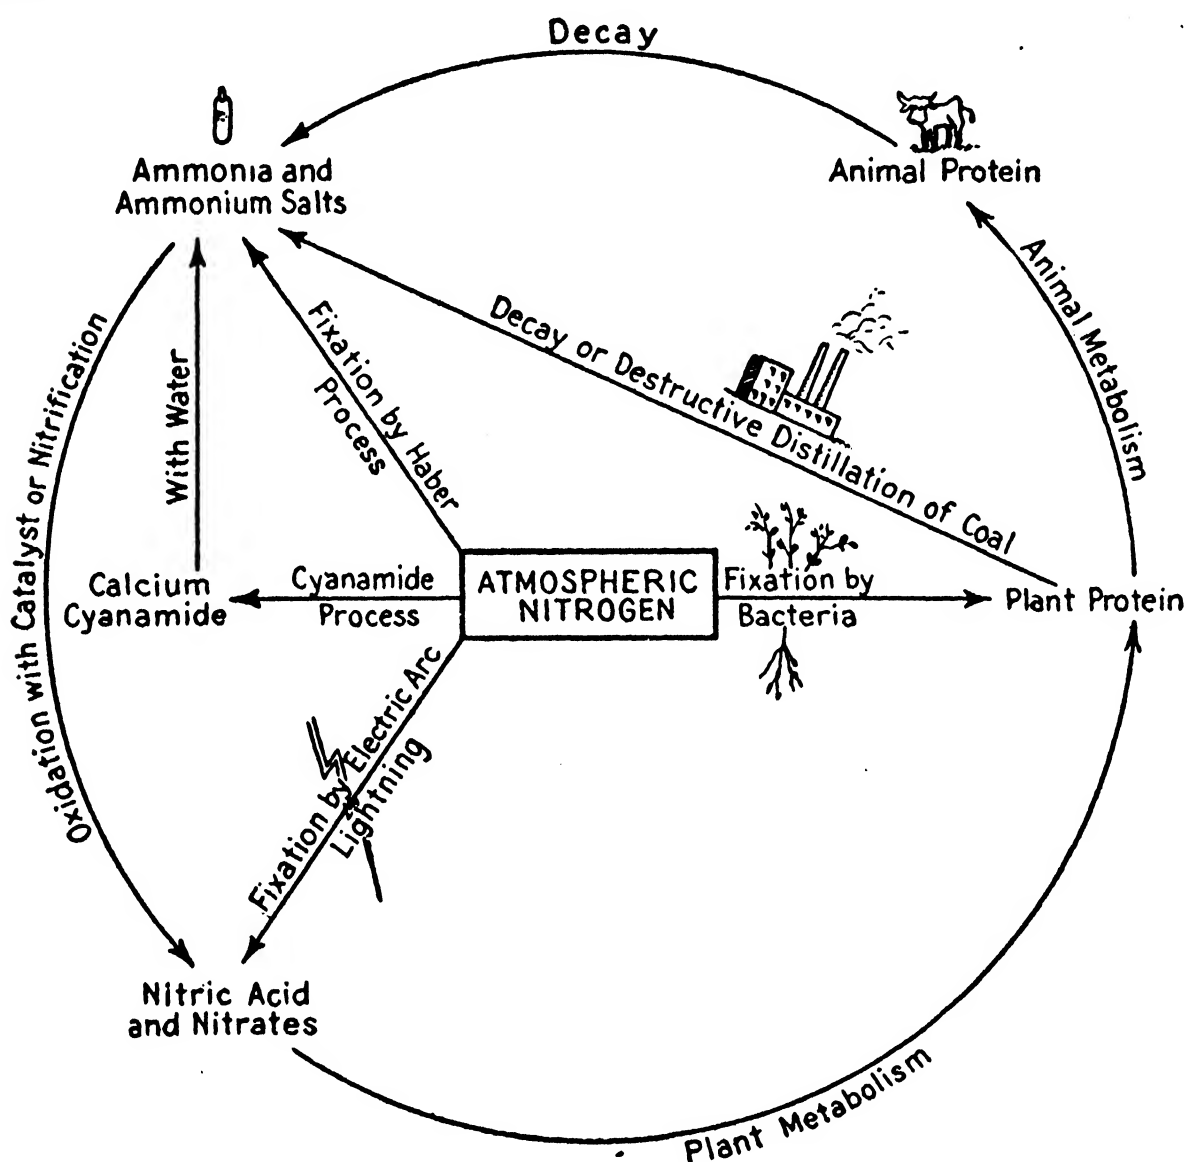 Decay
Ammonia and
Ammonium Salts
Animal Protein
Animal Metabolism
Decay or Destructive Distillation of Coal
Fixation by Haber
Process
With Water
Oxidation with Catalyst or Nitrification
Calcium
Cyanamide
Cyanamide
Process
ATMOSPHERIC
NITROGEN
Fixation by
Bacteria
Plant Protein
Fixation by Electric Arc
Lightning
Nitric Acid
and Nitrates
Plant Metabolism